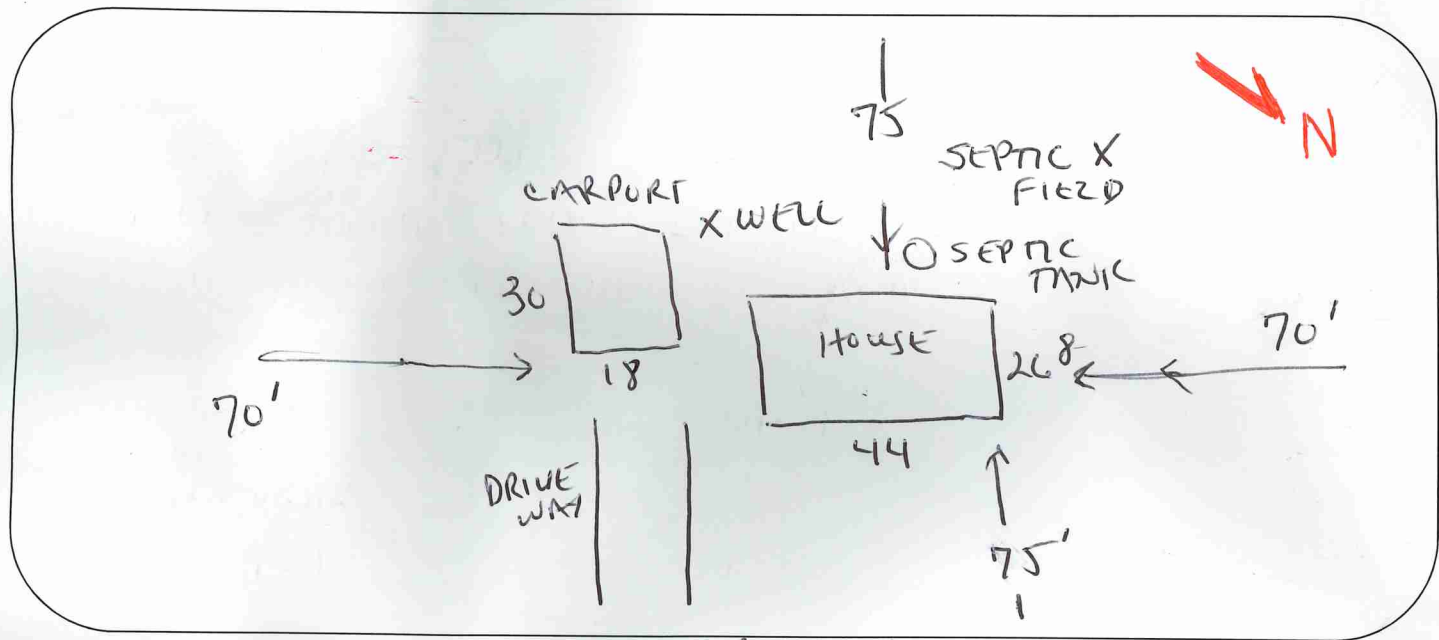 75
N
SEPTIC X
FIELD
CARPORT
X WELL
SEPTIC
TANK
30
HOUSE
26 8
70'
18
70'
44
DRIVE
WAY
75'